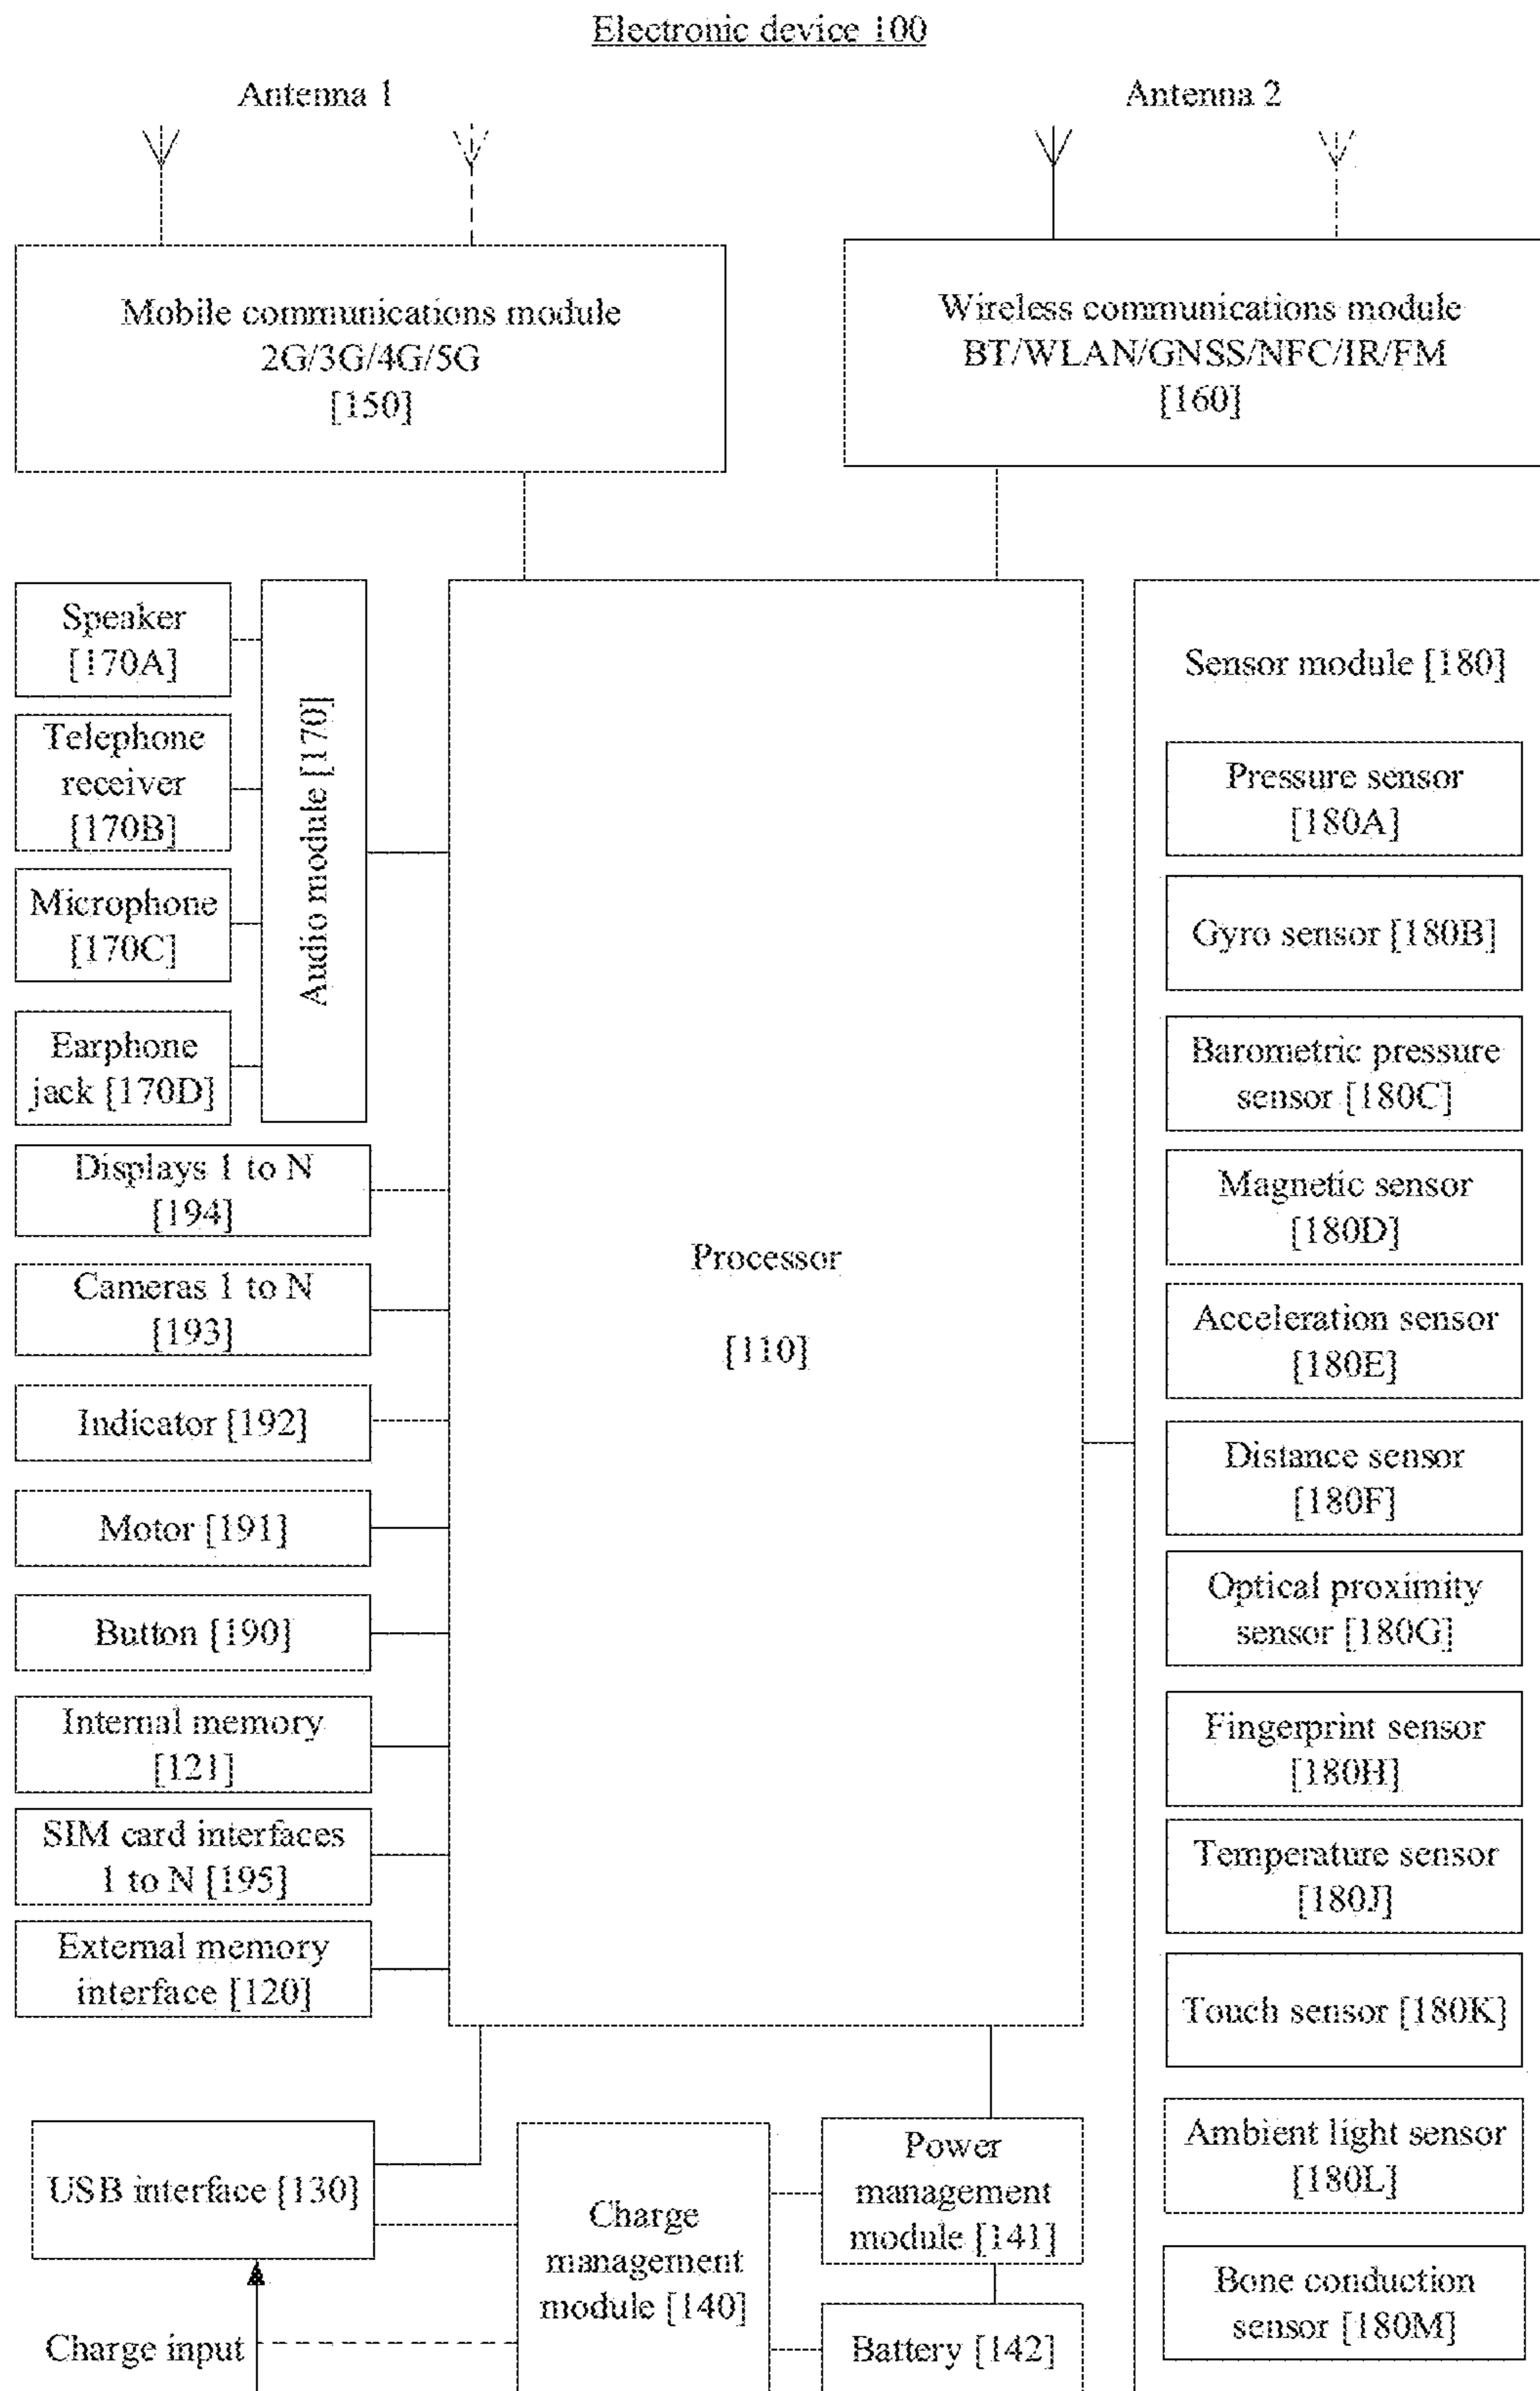 Electronic device 100
Antenna 1
Antenna 2
Mobile communications module
2G/3G/4G/5G
[150]
Wireless communications module
BT/WLAN/GNSS/NFC/IR/FM
[160]
Speaker
[170A]
Telephone
receiver
[170B]
Microphone
[170C]
Earphone
jack [170D]
Audio module [170]
Displays 1 to N
[194]
Cameras 1 to N
[193]
Indicator [192]
Motor [191]
Button [190]
Internal memory
[121]
SIM card interfaces
1 to N [195]
External memory
interface [120]
Processor
[110]
Sensor module [180]
Pressure sensor
[180A]
Gyro sensor [180B]
Barometric pressure
sensor [180C]
Magnetic sensor
[180D]
Acceleration sensor
[180E]
Distance sensor
[180F]
Optical proximity
sensor [180G]
Fingerprint sensor
[180H]
Temperature sensor
[180J]
Touch sensor [180K]
Ambient light sensor
[180L]
Bone conduction
sensor [180M]
USB interface [130]
Charge input
Charge
management
module [140]
Power
management
module [141]
Battery [142]